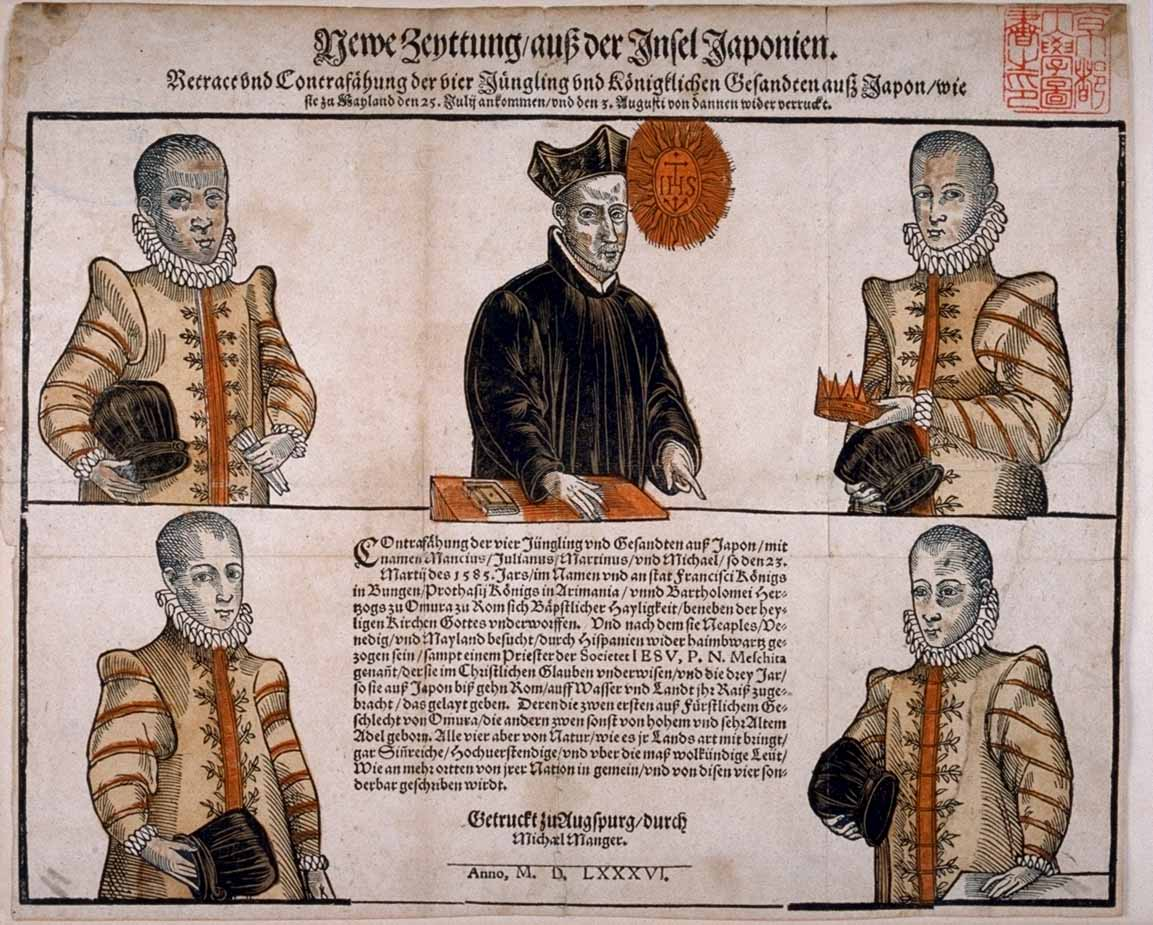 Newe Zeyttung/auß der Insel Japonien.
Retract vnd Contrafähung der vier Jüngling vnd Königklichen Gesandten auß Japon/wie
sie zu Mayland den 25. Julij ankommen/vnd den 3. Augusti von dannen wider verruckt.
IHS
COntrafähung der vier Jüngling vnd Gesandten auß Japon/mit
namen Mancius/Julianus/Martinus/vnd Michael/so den 23.
Martij des 1585. Jars/im Namen vnd an stat Francisci Königs
in Bungen/Prothasij Königs in Arimania/vnnd Bartholomei Her-
tzogs zu Omura zu Rom sich Bäpstlicher Hayligkeit/beneben der hey-
ligen Kirchen Gottes vnderworffen. Vnd nach dem sie Neaples/Ve-
nedig/vnd Mayland besucht/durch Hispanien wider haimbwartz ge-
zogen sein/sampt einem Priester der Societet IESV, P. N. Meschita
genañt/der sie im Christlichen Glauben vnderwisen/vnd die drey Jar/
so sie auß Japon biß gehn Rom/auff Wasser vnd Landt jhr Raiß zuge-
bracht/das gelayt geben. Deren die zwen ersten auß Fürstlichem Ge-
schlecht von Omura/die andern zwen sonst von hohem vnd sehr Altem
Adel geborn. Alle vier aber von Natur/wie es jr Lands art mit bringt/
gar Siñreiche/Hochuerstendige/vnd vber die maß wolkündige Leüt/
Wie an mehr ortten von jrer Nation in gemein/vnd von disen vier son-
derbar geschriben wirdt.
Getruckt zu Augspurg/durch
Michael Manger.
Anno, M. D. LXXXVI.